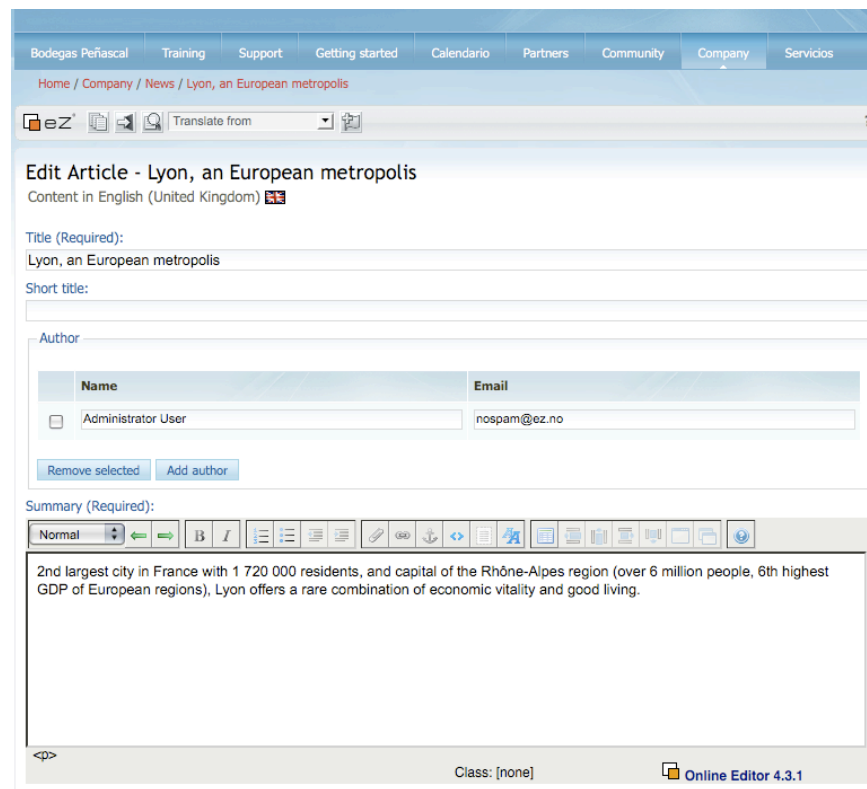 Bodegas Peñascal Training Support Getting started Calendario Partners Community Company Servicios
Home / Company / News / Lyon, an European metropolis
eZ Translate from
Edit Article - Lyon, an European metropolis
Content in English (United Kingdom)
Title (Required):
Lyon, an European metropolis
Short title:
Author
Name Email
Administrator User nospam@ez.no
Remove selected Add author
Summary (Required):
Normal B I
2nd largest city in France with 1 720 000 residents, and capital of the Rhône-Alpes region (over 6 million people, 6th highest
GDP of European regions), Lyon offers a rare combination of economic vitality and good living.
<p>
Class: [none] Online Editor 4.3.1